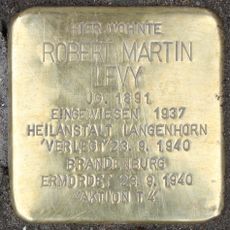 HIER WOHNTE
ROBERT MARTIN
LEVY
JG. 1891
EINGEWIESEN 1937
HEILANSTALT LANGENHORN
'VERLEGT' 23. 9. 1940
BRANDENBURG
ERMORDET 23. 9. 1940
'AKTION T4'